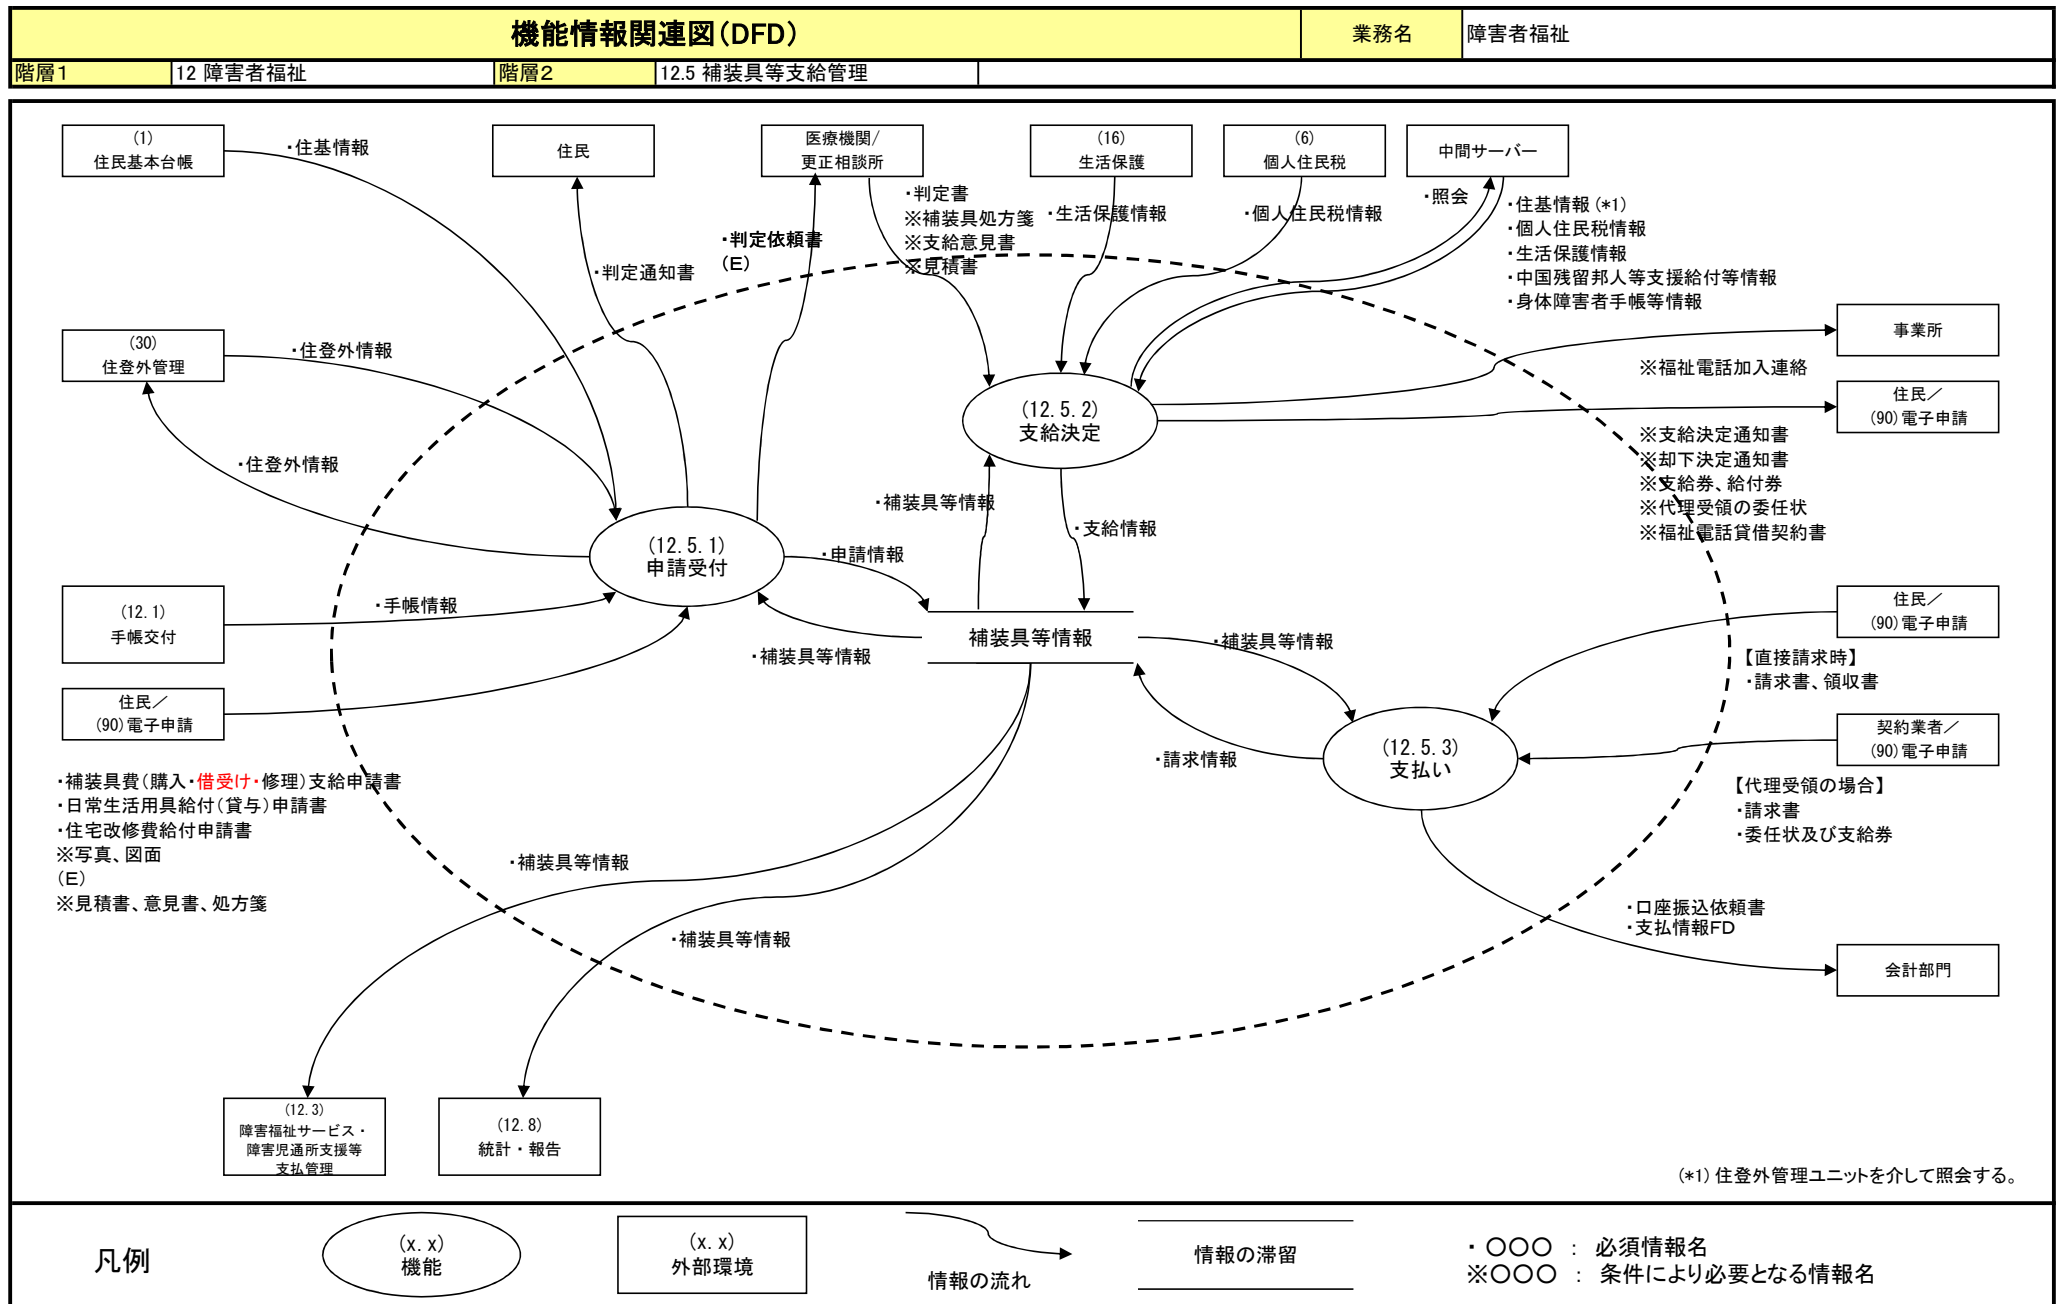 機能情報関連図(DFD)
業務名
障害者福祉
階層1
12 障害者福祉
階層2
12.5 補装具等支給管理
(1)
住民基本台帳
・住基情報
住民
医療機関/
更正相談所
(16)
生活保護
(6)
個人住民税
中間サーバー
・判定書
※補装具処方箋
※支給意見書
※見積書
・生活保護情報
・個人住民税情報
・照会
・住基情報(*1)
・個人住民税情報
・生活保護情報
・中国残留邦人等支援給付等情報
・身体障害者手帳等情報
・判定依頼書
(E)
・判定通知書
(30)
住登外管理
・住登外情報
・住登外情報
事業所
※福祉電話加入連絡
住民/
(90)電子申請
※支給決定通知書
※却下決定通知書
※支給券、給付券
※代理受領の委任状
※福祉電話貸借契約書
(12.5.2)
支給決定
・補装具等情報
・支給情報
(12.5.1)
申請受付
・申請情報
(12.1)
手帳交付
・手帳情報
・補装具等情報
補装具等情報
・補装具等情報
住民/
(90)電子申請
【直接請求時】
・請求書、領収書
住民/
(90)電子申請
・請求情報
(12.5.3)
支払い
契約業者/
(90)電子申請
【代理受領の場合】
・請求書
・委任状及び支給券
・補装具費(購入・借受け・修理)支給申請書
・日常生活用具給付(貸与)申請書
・住宅改修費給付申請書
※写真、図面
(E)
※見積書、意見書、処方箋
・補装具等情報
・補装具等情報
・口座振込依頼書
・支払情報FD
会計部門
(12.3)
障害福祉サービス・
障害児通所支援等
支払管理
(12.8)
統計・報告
(*1)住登外管理ユニットを介して照会する。
凡例
(x.x)
機能
(x.x)
外部環境
情報の流れ
情報の滞留
・○○○ : 必須情報名
※○○○ : 条件により必要となる情報名